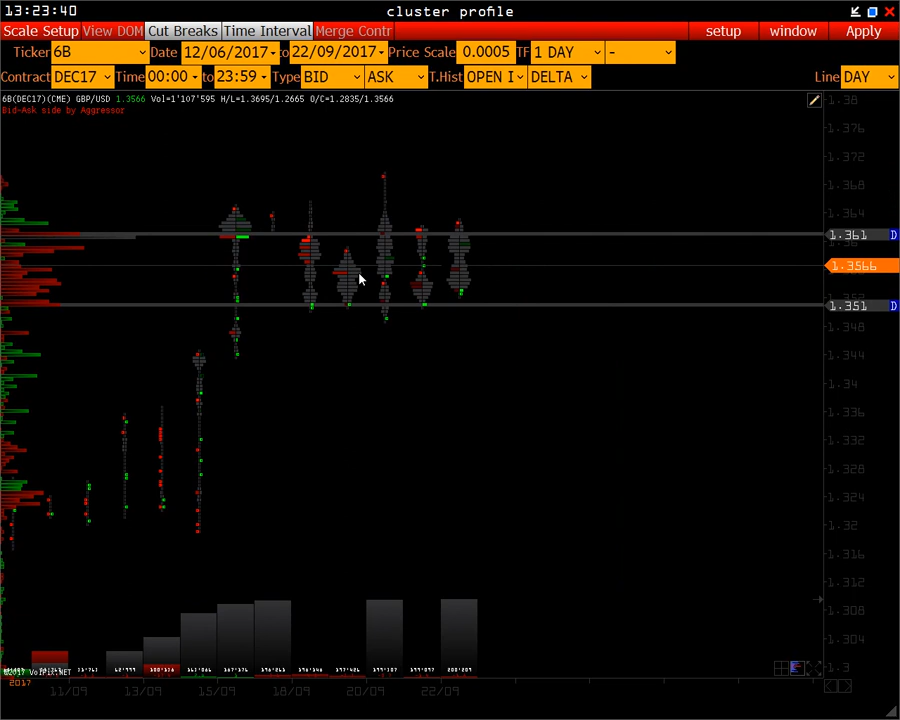 13:23:40 cluster profile
Scale Setup View DOM Cut Breaks Time Interval Merge Contr setup window Apply
Ticker 6B Date 12/06/2017 to 22/09/2017 Price Scale 0.0005 TF 1 DAY -
Contract DEC17 Time 00:00 to 23:59 Type BID ASK T.Hist OPEN I DELTA Line DAY
6B(DEC17)(CME) GBP/USD 1.3566 Vol=1'107'595 H/L=1.3695/1.2665 O/C=1.2835/1.3566
Bid-Ask side by Aggressor
1.38
1.376
1.372
1.368
1.364
1.361 D
1.3566
1.351 D
1.348
1.344
1.34
1.336
1.332
1.328
1.324
1.32
1.316
1.312
1.308
1.304
1.3
©2017 VolFix.NET
2017 11/09 13/09 15/09 18/09 20/09 22/09